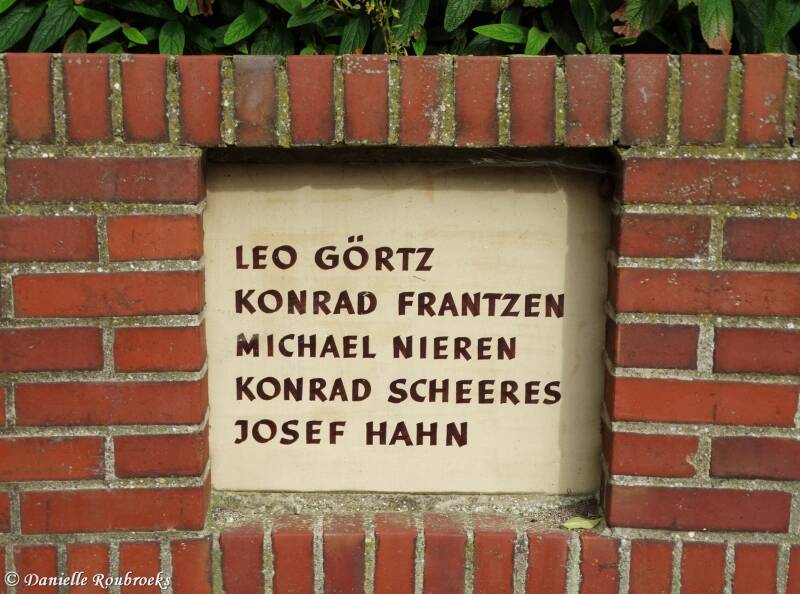 LEO GÖRTZ
KONRAD FRANTZEN
MICHAEL NIEREN
KONRAD SCHEERES
JOSEF HAHN
© Danielle Roubroeks